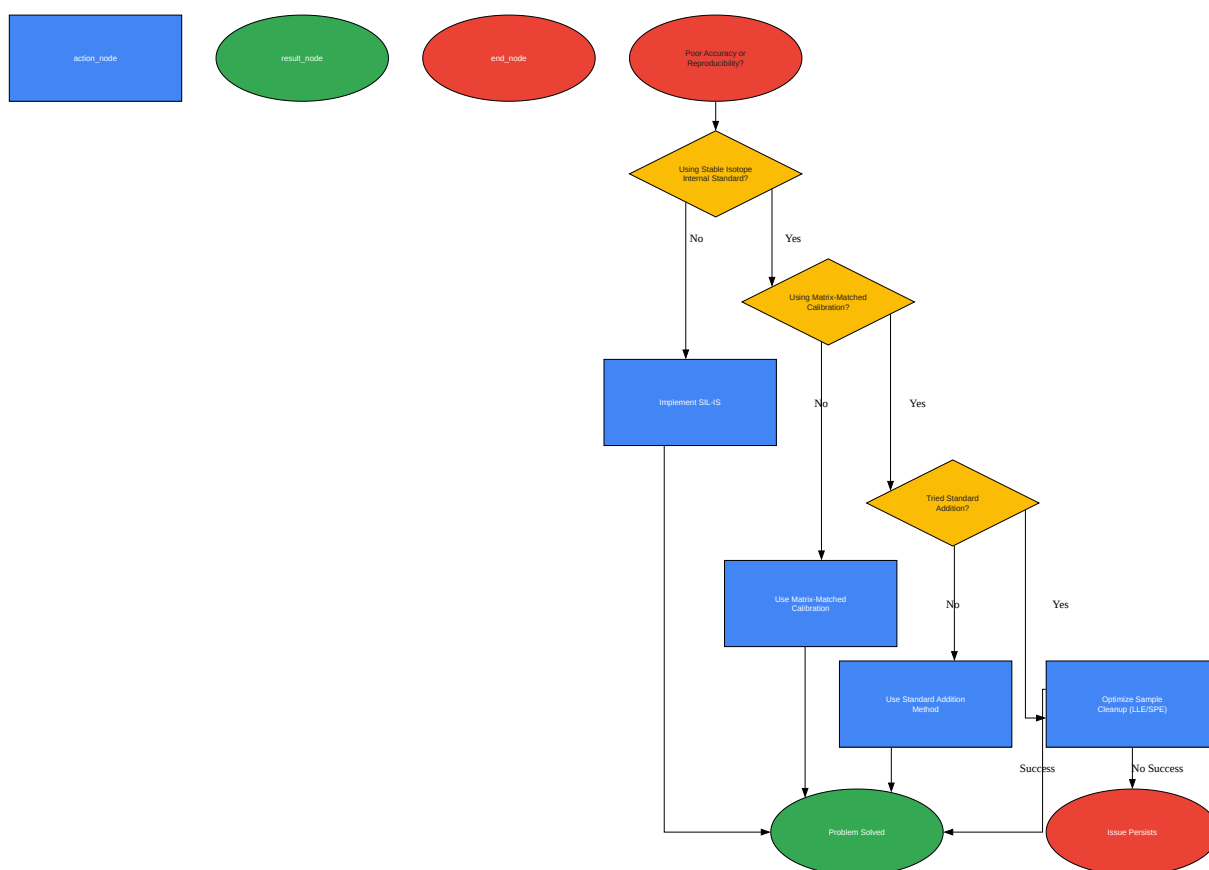 action_node
result_node
end_node
Poor Accuracy or
Reproducibility?
Using Stable Isotope
Internal Standard?
No
Yes
Using Matrix-Matched
Calibration?
Implement SIL-IS
No
Yes
Tried Standard
Addition?
Use Matrix-Matched
Calibration
No
Yes
Use Standard Addition
Method
Optimize Sample
Cleanup (LLE/SPE)
Success
No Success
Problem Solved
Issue Persists